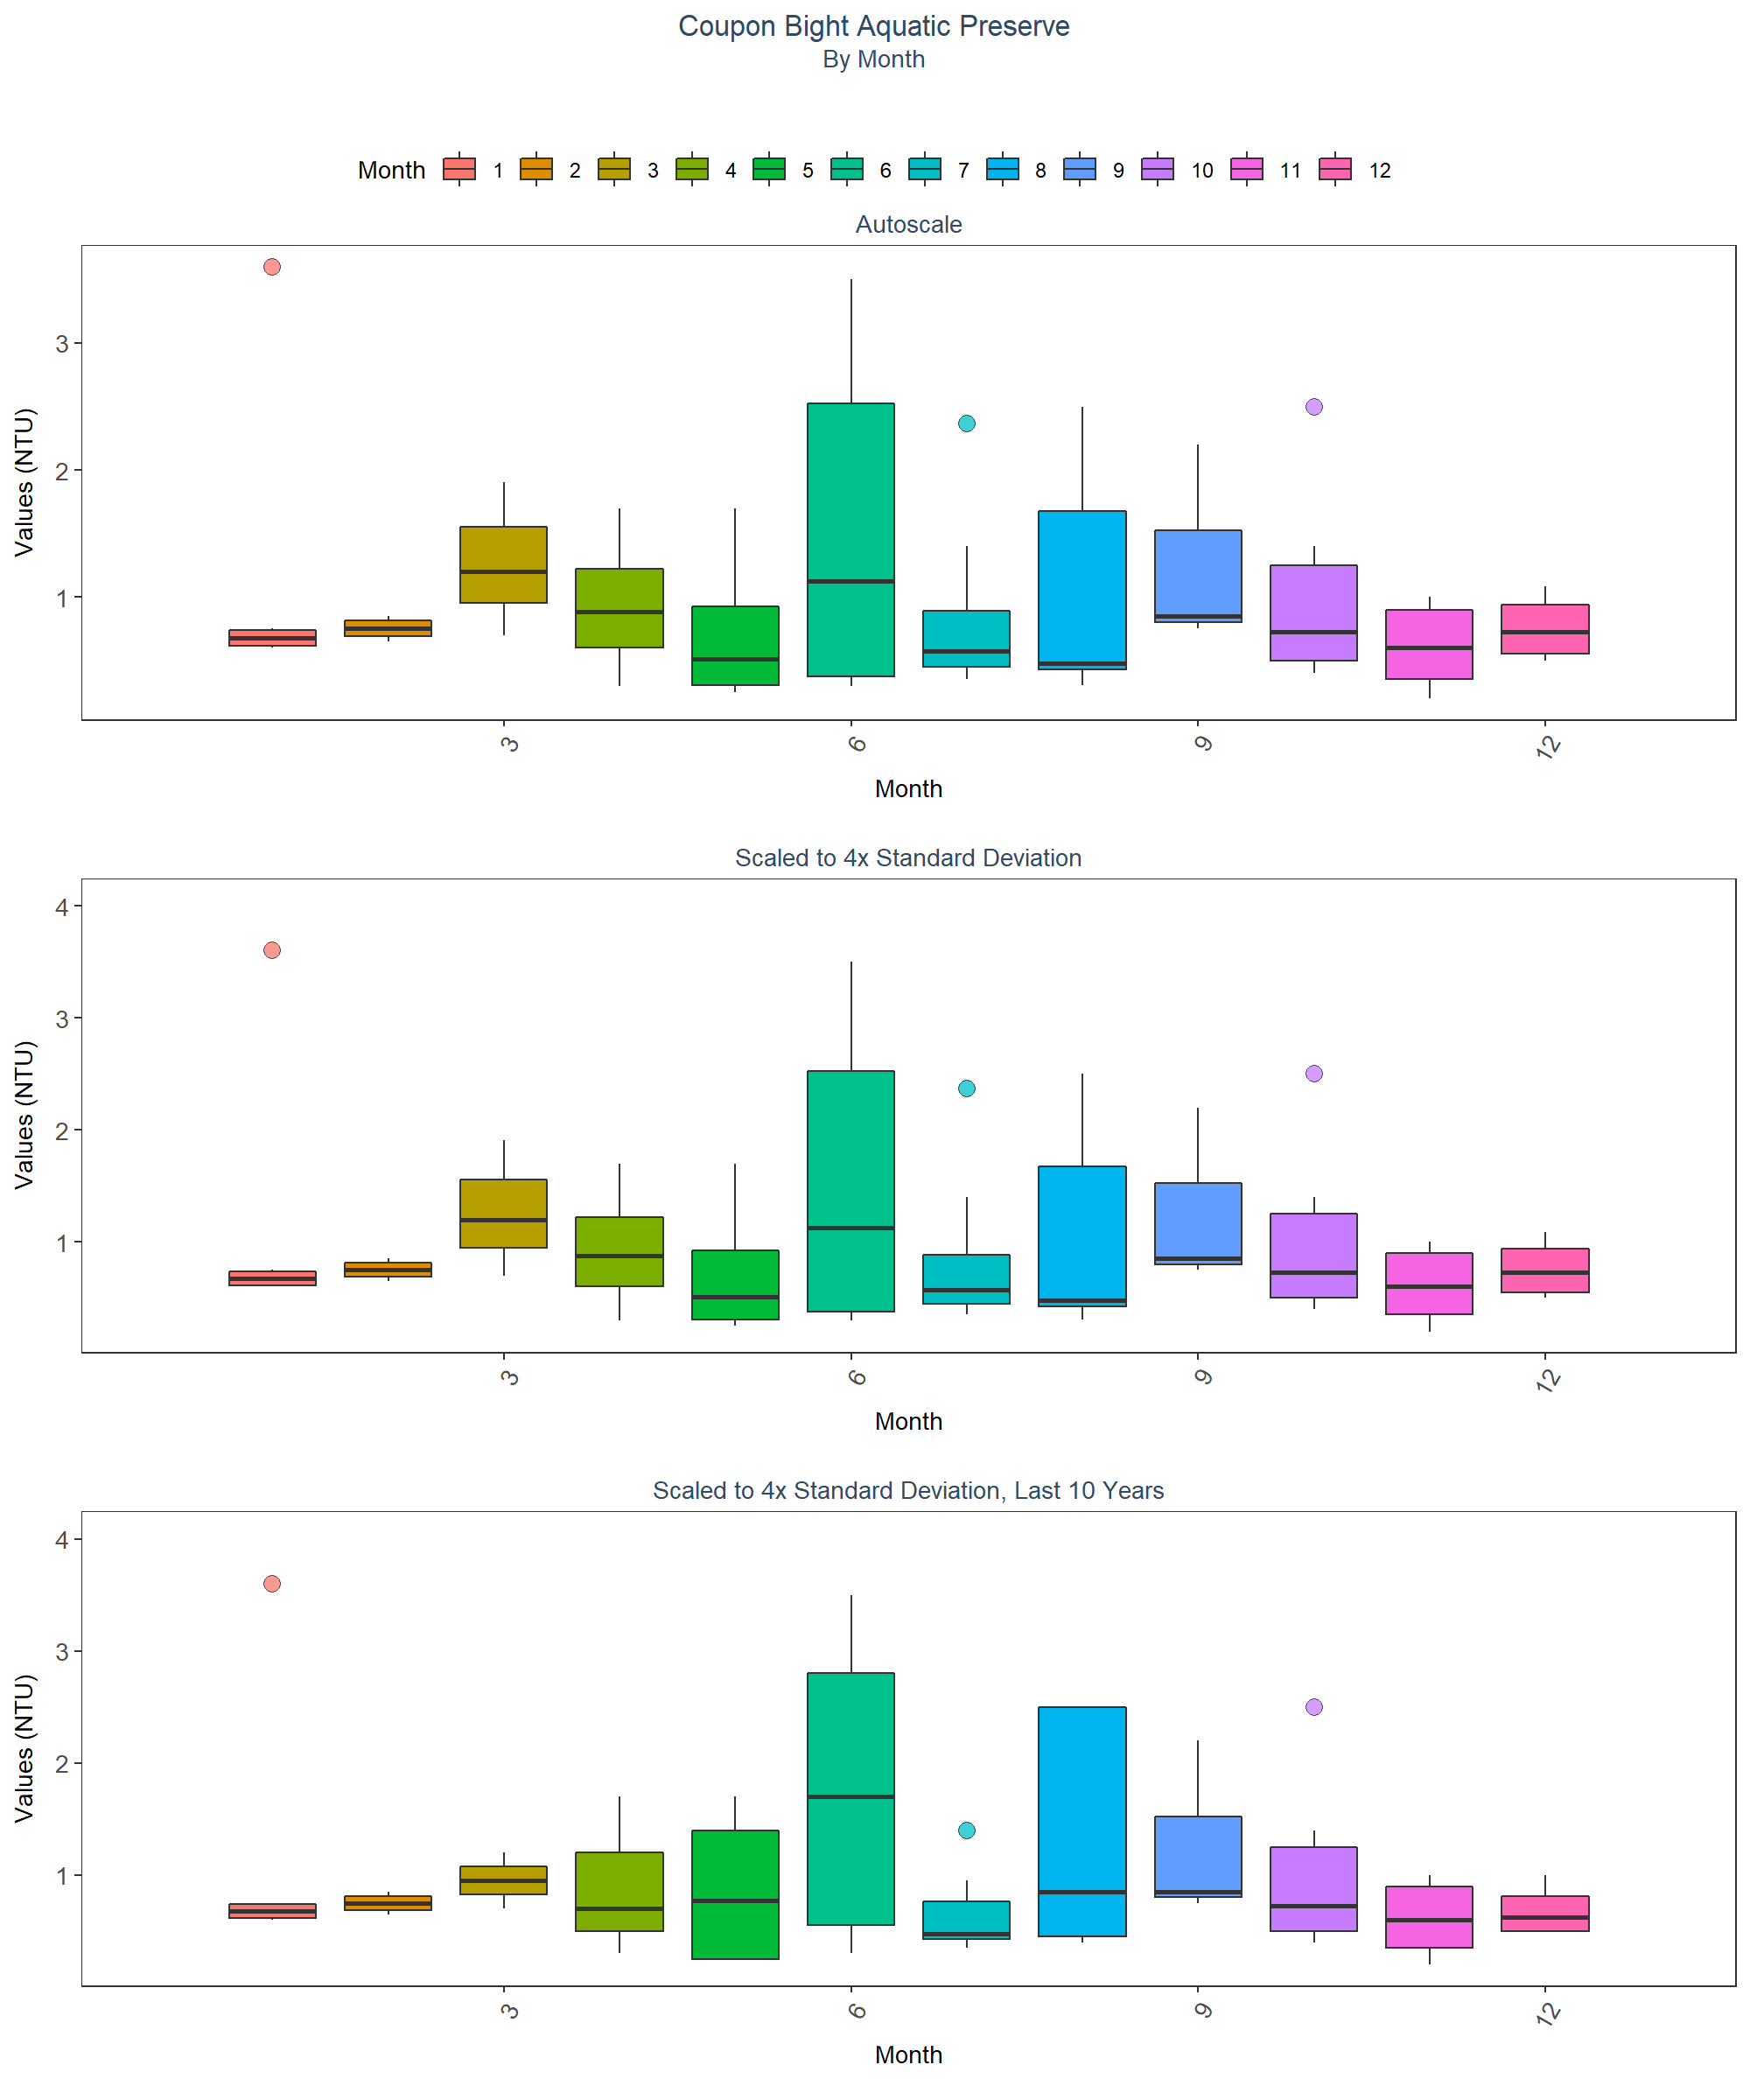 Coupon Bight Aquatic Preserve
By Month
Month 1 2 3 4 5 6 7 8 9 10 11 12
Autoscale
Values (NTU)
3
2
1
3 6 9 12
Month
Scaled to 4x Standard Deviation
Values (NTU)
4
3
2
1
3 6 9 12
Month
Scaled to 4x Standard Deviation, Last 10 Years
Values (NTU)
4
3
2
1
3 6 9 12
Month